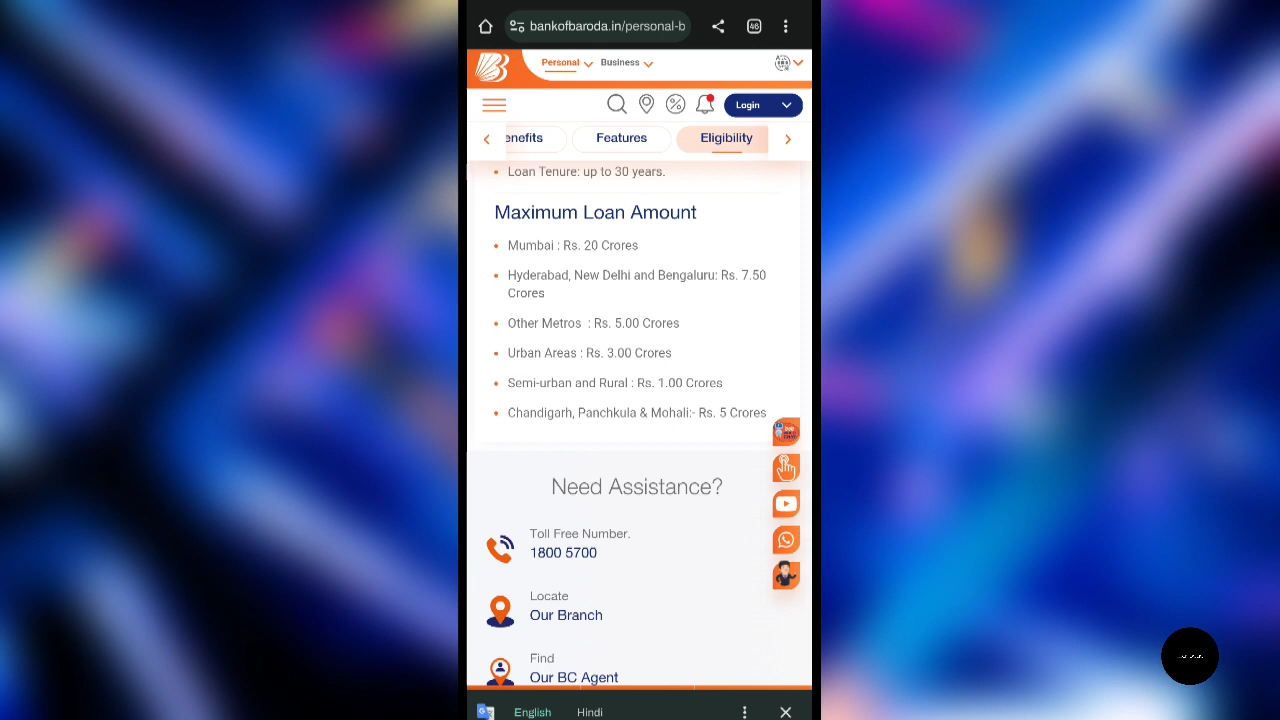 bankofbaroda.in/personal-b
46
Personal
Business
Login
enefits
Features
Eligibility
Loan Tenure: up to 30 years.
Maximum Loan Amount
Mumbai : Rs. 20 Crores
Hyderabad, New Delhi and Bengaluru: Rs. 7.50
Crores
Other Metros : Rs. 5.00 Crores
Urban Areas : Rs. 3.00 Crores
Semi-urban and Rural : Rs. 1.00 Crores
Chandigarh, Panchkula & Mohali:- Rs. 5 Crores
Need Assistance?
Toll Free Number.
1800 5700
Locate
Our Branch
Find
Our BC Agent
English
Hindi